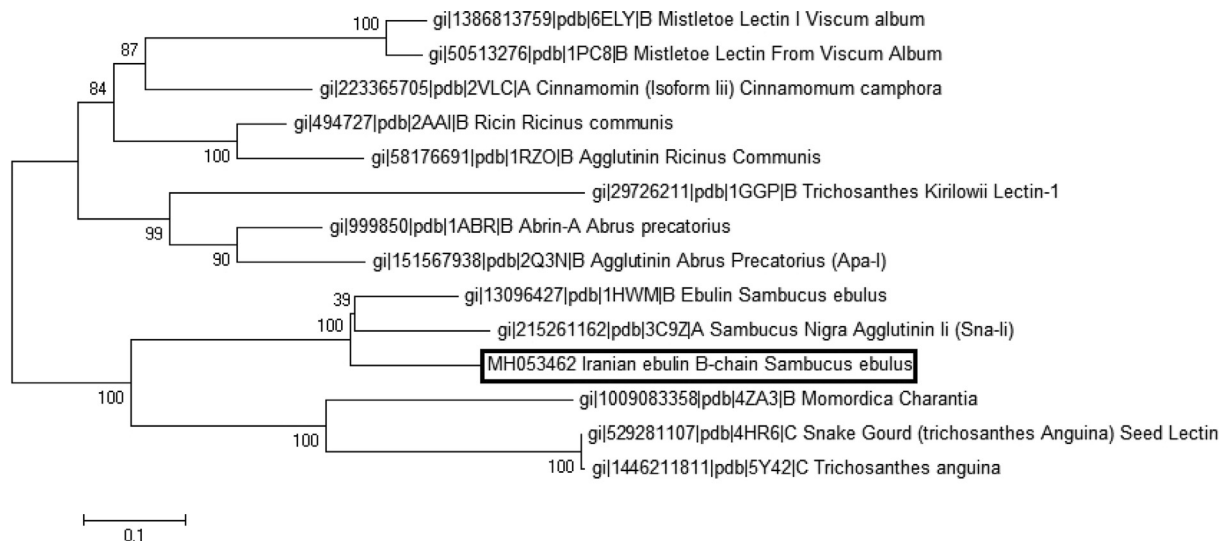 100
gi|1386813759|pdb|6ELY|B Mistletoe Lectin I Viscum album
87
gi|50513276|pdb|1PC8|B Mistletoe Lectin From Viscum Album
84
gi|223365705|pdb|2VLC|A Cinnamomin (Isoform Iii) Cinnamomum camphora
gi|494727|pdb|2AAI|B Ricin Ricinus communis
100
gi|58176691|pdb|1RZO|B Agglutinin Ricinus Communis
gi|29726211|pdb|1GGP|B Trichosanthes Kirilowii Lectin-1
99
gi|999850|pdb|1ABR|B Abrin-A Abrus precatorius
90
gi|151567938|pdb|2Q3N|B Agglutinin Abrus Precatorius (Apa-I)
39
gi|13096427|pdb|1HWM|B Ebulin Sambucus ebulus
100
gi|215261162|pdb|3C9Z|A Sambucus Nigra Agglutinin Ii (Sna-Ii)
MH053462 Iranian ebulin B-chain Sambucus ebulus
100
gi|1009083358|pdb|4ZA3|B Momordica Charantia
100
gi|529281107|pdb|4HR6|C Snake Gourd (trichosanthes Anguina) Seed Lectin
100
gi|1446211811|pdb|5Y42|C Trichosanthes anguina
0.1